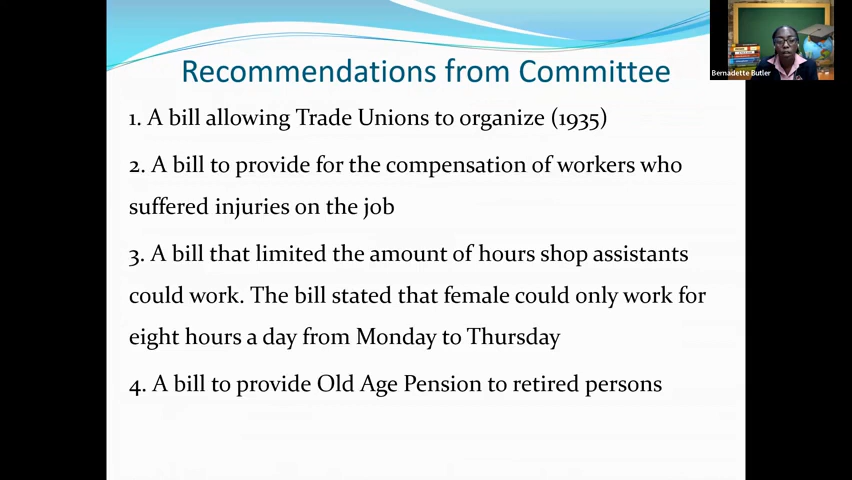 Recommendations from Committee
1. A bill allowing Trade Unions to organize (1935)
2. A bill to provide for the compensation of workers who
suffered injuries on the job
3. A bill that limited the amount of hours shop assistants
could work. The bill stated that female could only work for
eight hours a day from Monday to Thursday
4. A bill to provide Old Age Pension to retired persons
Bernadette Butler